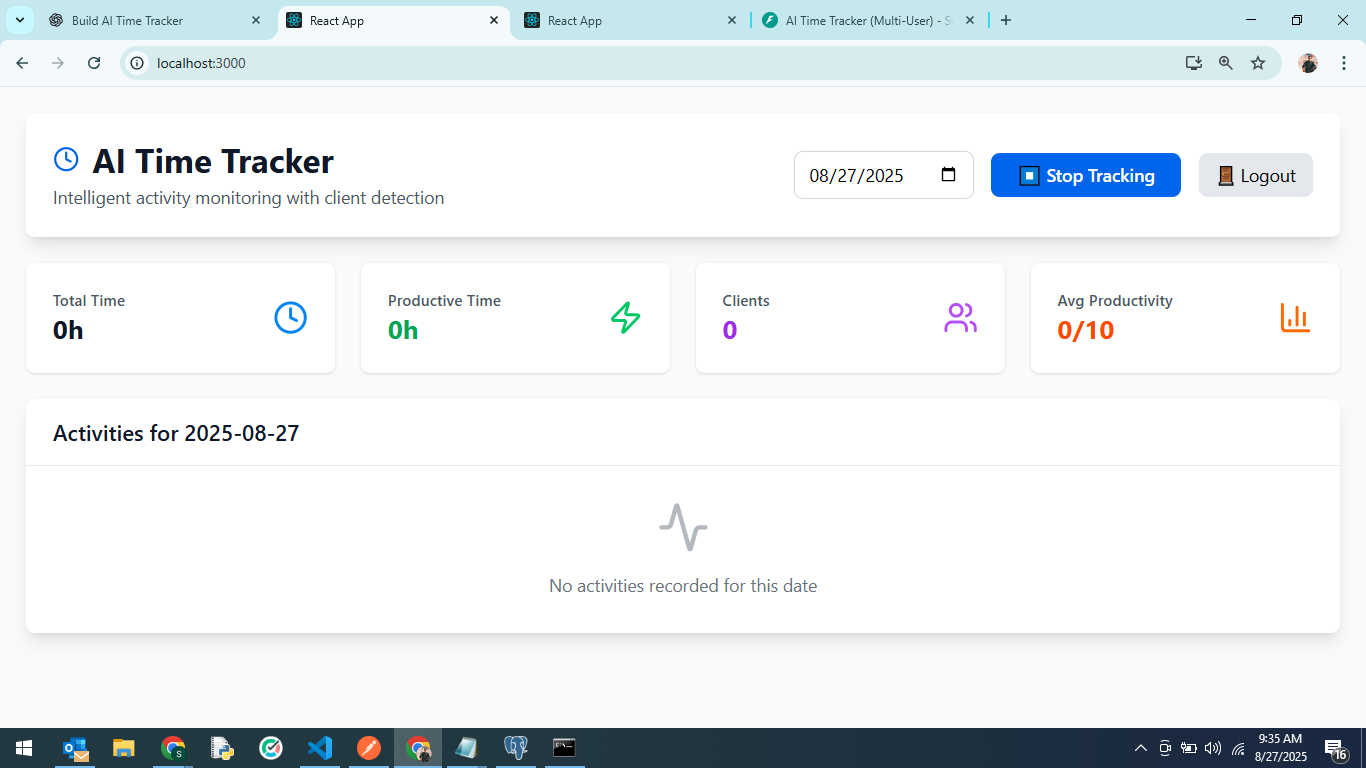 Build AI Time Tracker
React App
React App
AI Time Tracker (Multi-User) - S
localhost:3000
AI Time Tracker
Intelligent activity monitoring with client detection
08/27/2025
Stop Tracking
Logout
Total Time
0h
Productive Time
0h
Clients
0
Avg Productivity
0/10
Activities for 2025-08-27
No activities recorded for this date
S
9:35 AM
8/27/2025
16